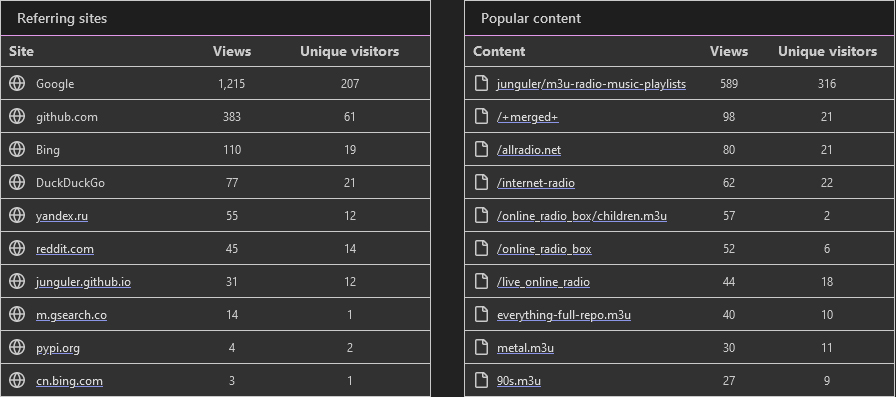 Referring sites
Site Views Unique visitors
Google 1,215 207
github.com 383 61
Bing 110 19
DuckDuckGo 77 21
yandex.ru 55 12
reddit.com 45 14
junguler.github.io 31 12
m.gsearch.co 14 1
pypi.org 4 2
cn.bing.com 3 1
Popular content
Content Views Unique visitors
junguler/m3u-radio-music-playlists 589 316
/+merged+ 98 21
/allradio.net 80 21
/internet-radio 62 22
/online_radio_box/children.m3u 57 2
/online_radio_box 52 6
/live_online_radio 44 18
everything-full-repo.m3u 40 10
metal.m3u 30 11
90s.m3u 27 9